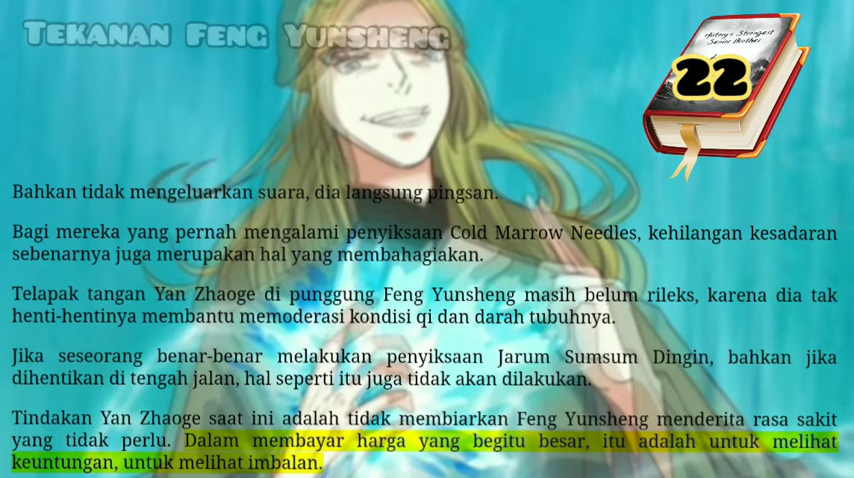 Tekanan Feng Yunsheng
History's Strongest
Senior Brother
22
Bahkan tidak mengeluarkan suara, dia langsung pingsan.
Bagi mereka yang pernah mengalami penyiksaan Cold Marrow Needles, kehilangan kesadaran
sebenarnya juga merupakan hal yang membahagiakan.
Telapak tangan Yan Zhaoge di punggung Feng Yunsheng masih belum rileks, karena dia tak
henti-hentinya membantu memoderasi kondisi qi dan darah tubuhnya.
Jika seseorang benar-benar melakukan penyiksaan Jarum Sumsum Dingin, bahkan jika
dihentikan di tengah jalan, hal seperti itu juga tidak akan dilakukan.
Tindakan Yan Zhaoge saat ini adalah tidak membiarkan Feng Yunsheng menderita rasa sakit
yang tidak perlu. Dalam membayar harga yang begitu besar, itu adalah untuk melihat
keuntungan, untuk melihat imbalan.